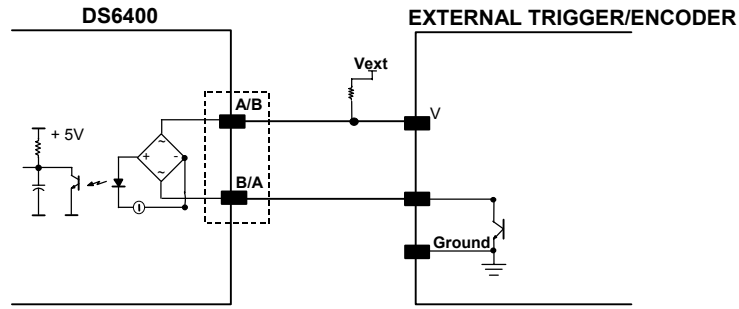 DS6400
EXTERNAL TRIGGER/ENCODER
Vext
A/B
V
+ 5V
~
+ -
~
B/A
I
Ground